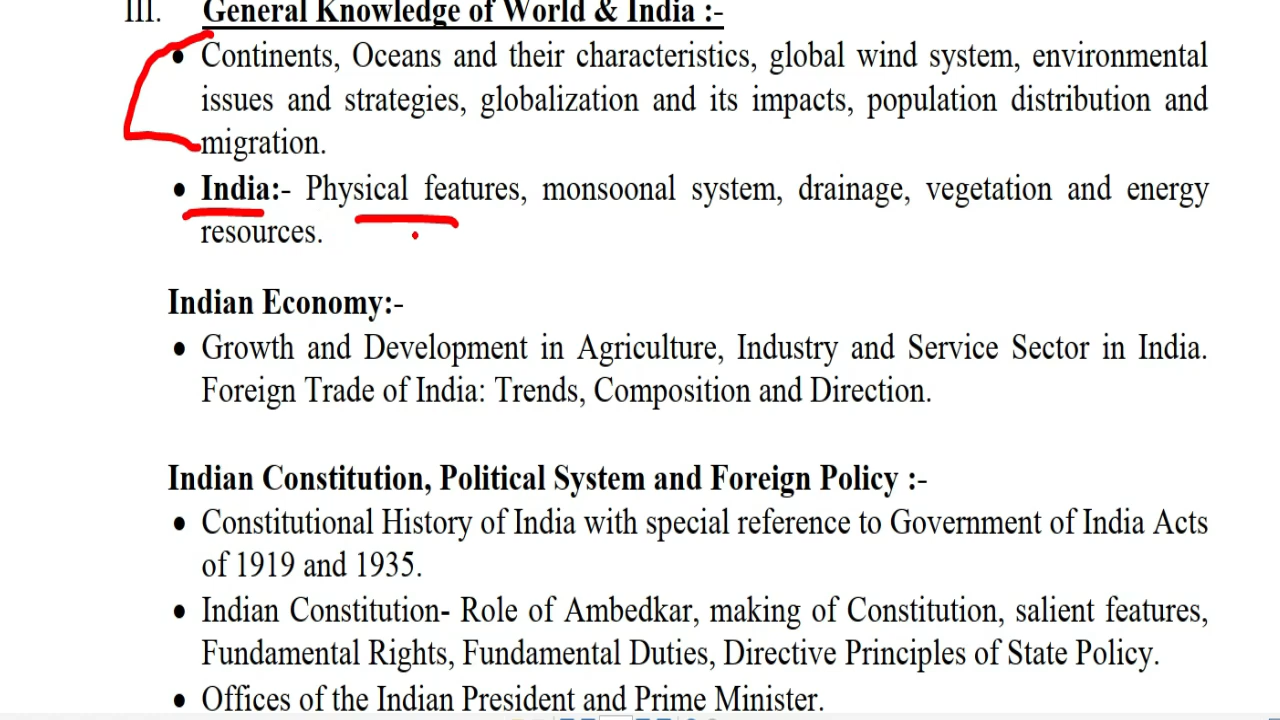 III. General Knowledge of World & India :-
• Continents, Oceans and their characteristics, global wind system, environmental
issues and strategies, globalization and its impacts, population distribution and
migration.
• India:- Physical features, monsoonal system, drainage, vegetation and energy
resources.
Indian Economy:-
• Growth and Development in Agriculture, Industry and Service Sector in India.
Foreign Trade of India: Trends, Composition and Direction.
Indian Constitution, Political System and Foreign Policy :-
• Constitutional History of India with special reference to Government of India Acts
of 1919 and 1935.
• Indian Constitution- Role of Ambedkar, making of Constitution, salient features,
Fundamental Rights, Fundamental Duties, Directive Principles of State Policy.
• Offices of the Indian President and Prime Minister.